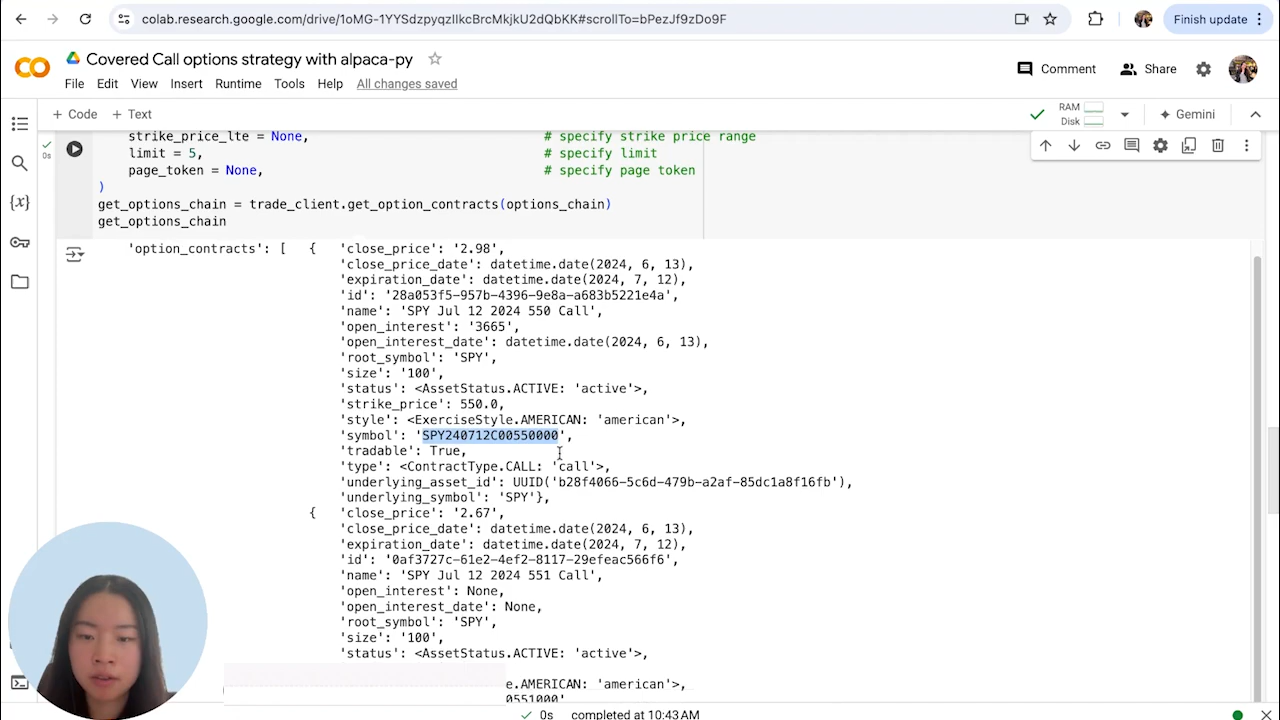 colab.research.google.com/drive/1oMG-1YYSdzpyqzIlkcBrcMkjkU2dQbKK#scrollTo=bPezJf9zDo9F
Finish update
Covered Call options strategy with alpaca-py
File Edit View Insert Runtime Tools Help All changes saved
Comment Share
+ Code + Text
RAM
Disk
Gemini
0s
strike_price_lte = None, # specify strike price range
limit = 5, # specify limit
page_token = None, # specify page token
)
get_options_chain = trade_client.get_option_contracts(options_chain)
get_options_chain
'option_contracts': [ { 'close_price': '2.98',
'close_price_date': datetime.date(2024, 6, 13),
'expiration_date': datetime.date(2024, 7, 12),
'id': '28a053f5-957b-4396-9e8a-a683b5221e4a',
'name': 'SPY Jul 12 2024 550 Call',
'open_interest': '3665',
'open_interest_date': datetime.date(2024, 6, 13),
'root_symbol': 'SPY',
'size': '100',
'status': <AssetStatus.ACTIVE: 'active'>,
'strike_price': 550.0,
'style': <ExerciseStyle.AMERICAN: 'american'>,
'symbol': 'SPY240712C00550000',
'tradable': True,
'type': <ContractType.CALL: 'call'>,
'underlying_asset_id': UUID('b28f4066-5c6d-479b-a2af-85dc1a8f16fb'),
'underlying_symbol': 'SPY'},
{ 'close_price': '2.67',
'close_price_date': datetime.date(2024, 6, 13),
'expiration_date': datetime.date(2024, 7, 12),
'id': '0af3727c-61e2-4ef2-8117-29efeac566f6',
'name': 'SPY Jul 12 2024 551 Call',
'open_interest': None,
'open_interest_date': None,
'root_symbol': 'SPY',
'size': '100',
'status': <AssetStatus.ACTIVE: 'active'>,
e.AMERICAN: 'american'>,
0551000'
0s completed at 10:43 AM